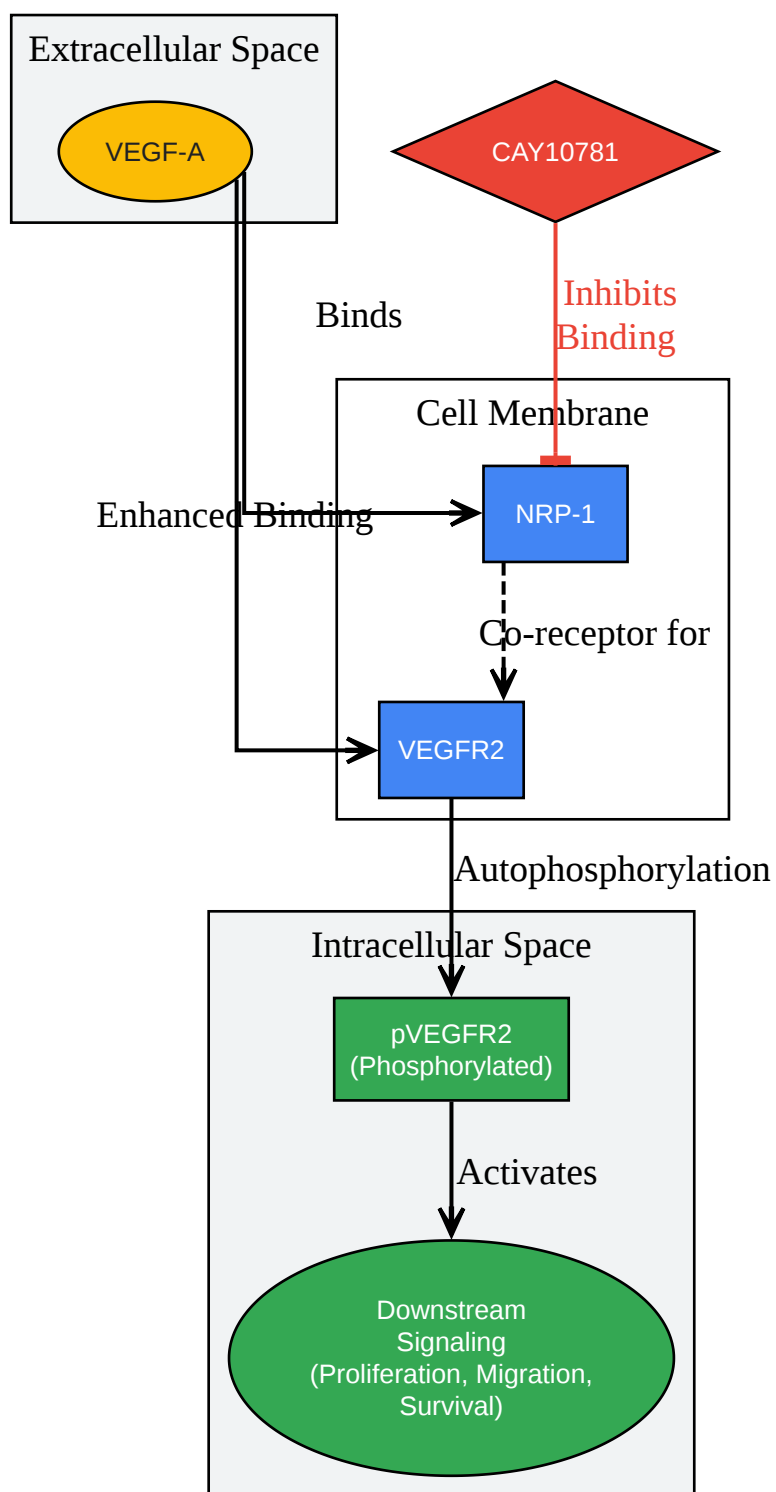 Extracellular Space
VEGF-A
CAY10781
Inhibits
Binding
Binds
Cell Membrane
NRP-1
Enhanced Binding
Co-receptor for
VEGFR2
Autophosphorylation
Intracellular Space
pVEGFR2
(Phosphorylated)
Activates
Downstream
Signaling
(Proliferation, Migration,
Survival)